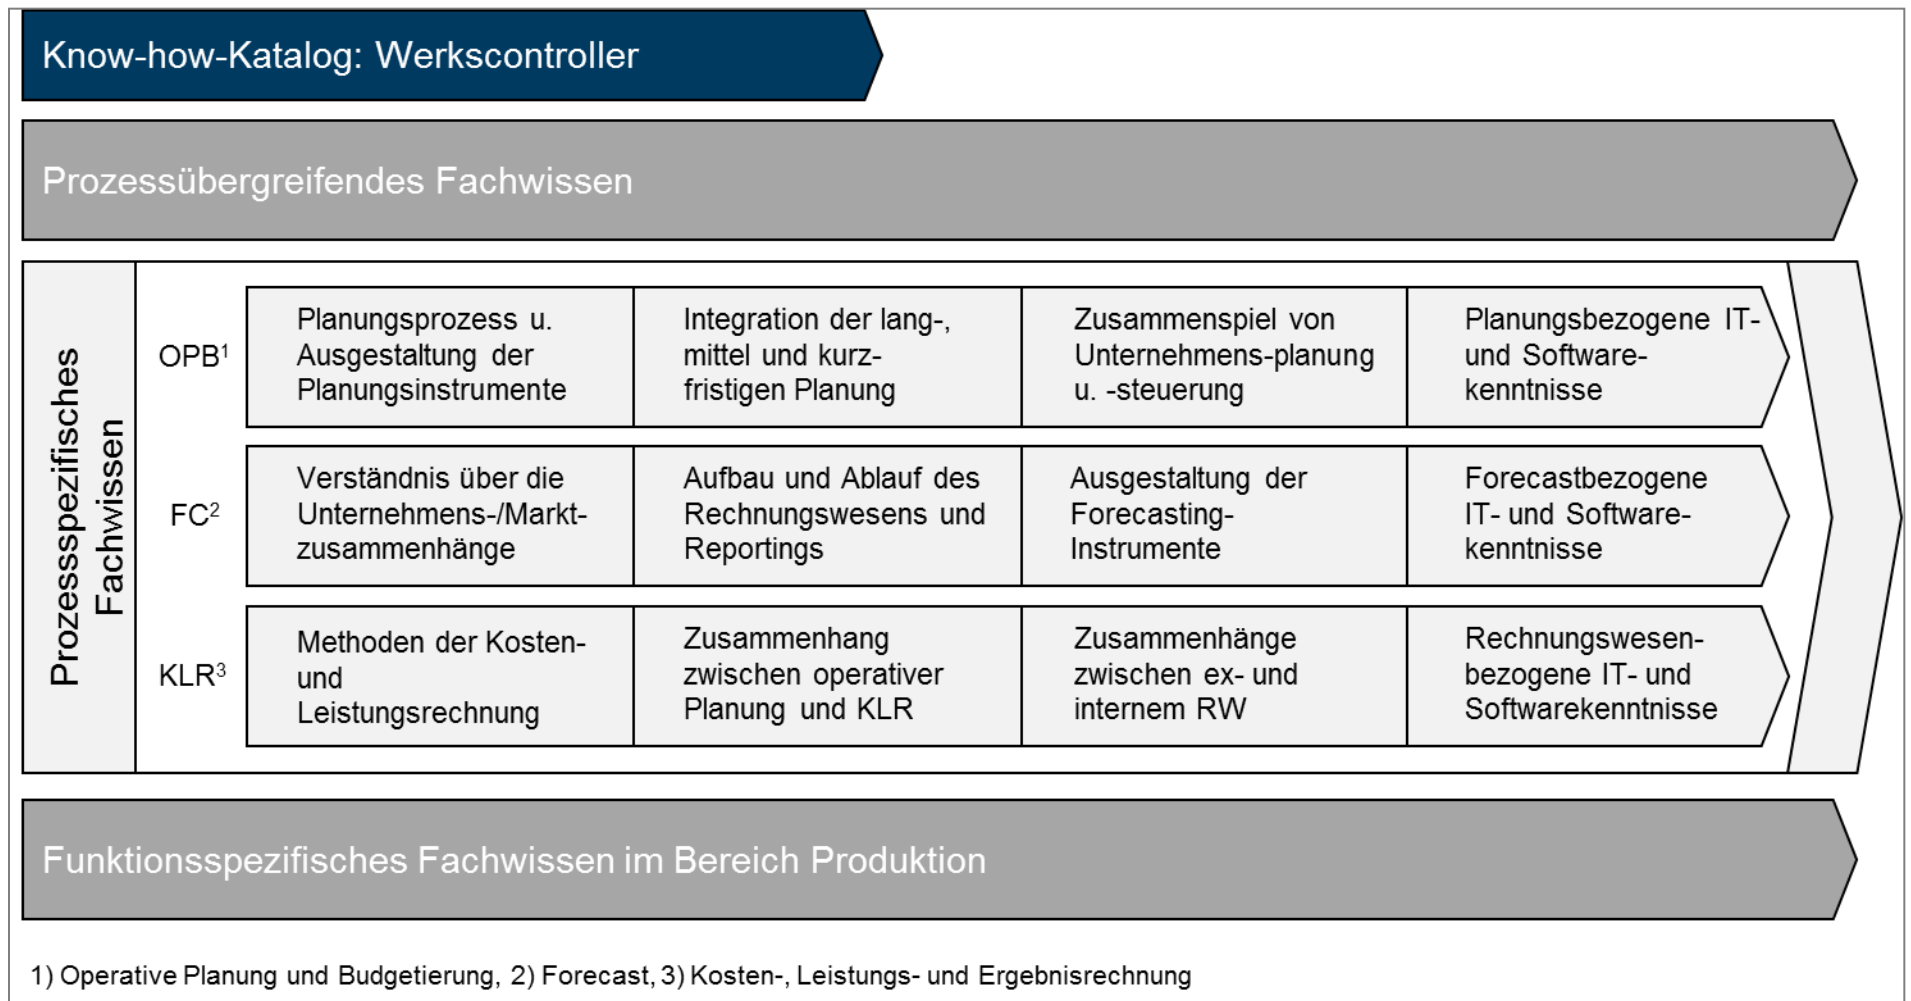 Know-how-Katalog: Werkscontroller
Prozessübergreifendes Fachwissen
Prozessspezifisches
Fachwissen
OPB¹
Planungsprozess u.
Ausgestaltung der
Planungsinstrumente
Integration der lang-,
mittel und kurz-
fristigen Planung
Zusammenspiel von
Unternehmens-planung
u. -steuerung
Planungsbezogene IT-
und Software-
kenntnisse
FC²
Verständnis über die
Unternehmens-/Markt-
zusammenhänge
Aufbau und Ablauf des
Rechnungswesens und
Reportings
Ausgestaltung der
Forecasting-
Instrumente
Forecastbezogene
IT- und Software-
kenntnisse
KLR³
Methoden der Kosten-
und
Leistungsrechnung
Zusammenhang
zwischen operativer
Planung und KLR
Zusammenhänge
zwischen ex- und
internem RW
Rechnungswesen-
bezogene IT- und
Softwarekenntnisse
Funktionsspezifisches Fachwissen im Bereich Produktion
1) Operative Planung und Budgetierung, 2) Forecast, 3) Kosten-, Leistungs- und Ergebnisrechnung